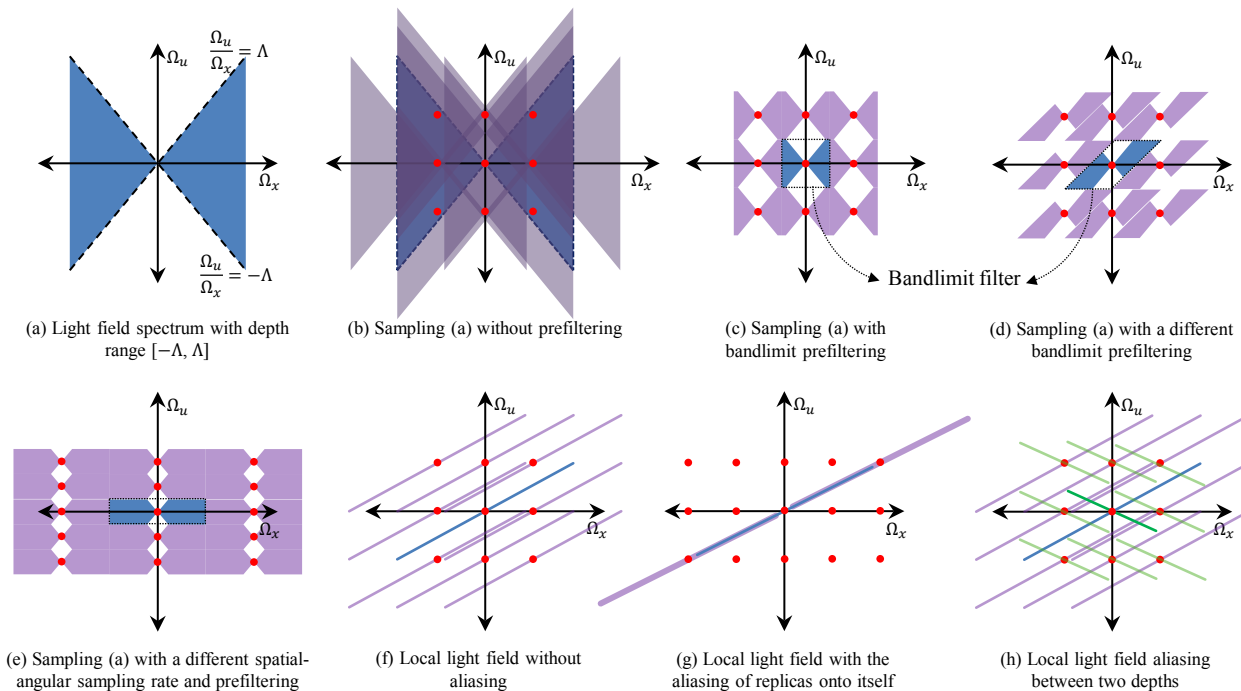 Ω_u
Ω_u/Ω_x = Λ
Ω_x
Ω_u/Ω_x = −Λ
(a) Light field spectrum with depth
range [−Λ, Λ]
Ω_u
Ω_x
(b) Sampling (a) without prefiltering
Ω_u
Ω_x
(c) Sampling (a) with
bandlimit prefiltering
Ω_u
Ω_x
Bandlimit filter
(d) Sampling (a) with a different
bandlimit prefiltering
Ω_u
Ω_x
(e) Sampling (a) with a different spatial-
angular sampling rate and prefiltering
Ω_u
Ω_x
(f) Local light field without
aliasing
Ω_u
Ω_x
(g) Local light field with the
aliasing of replicas onto itself
Ω_u
Ω_x
(h) Local light field aliasing
between two depths